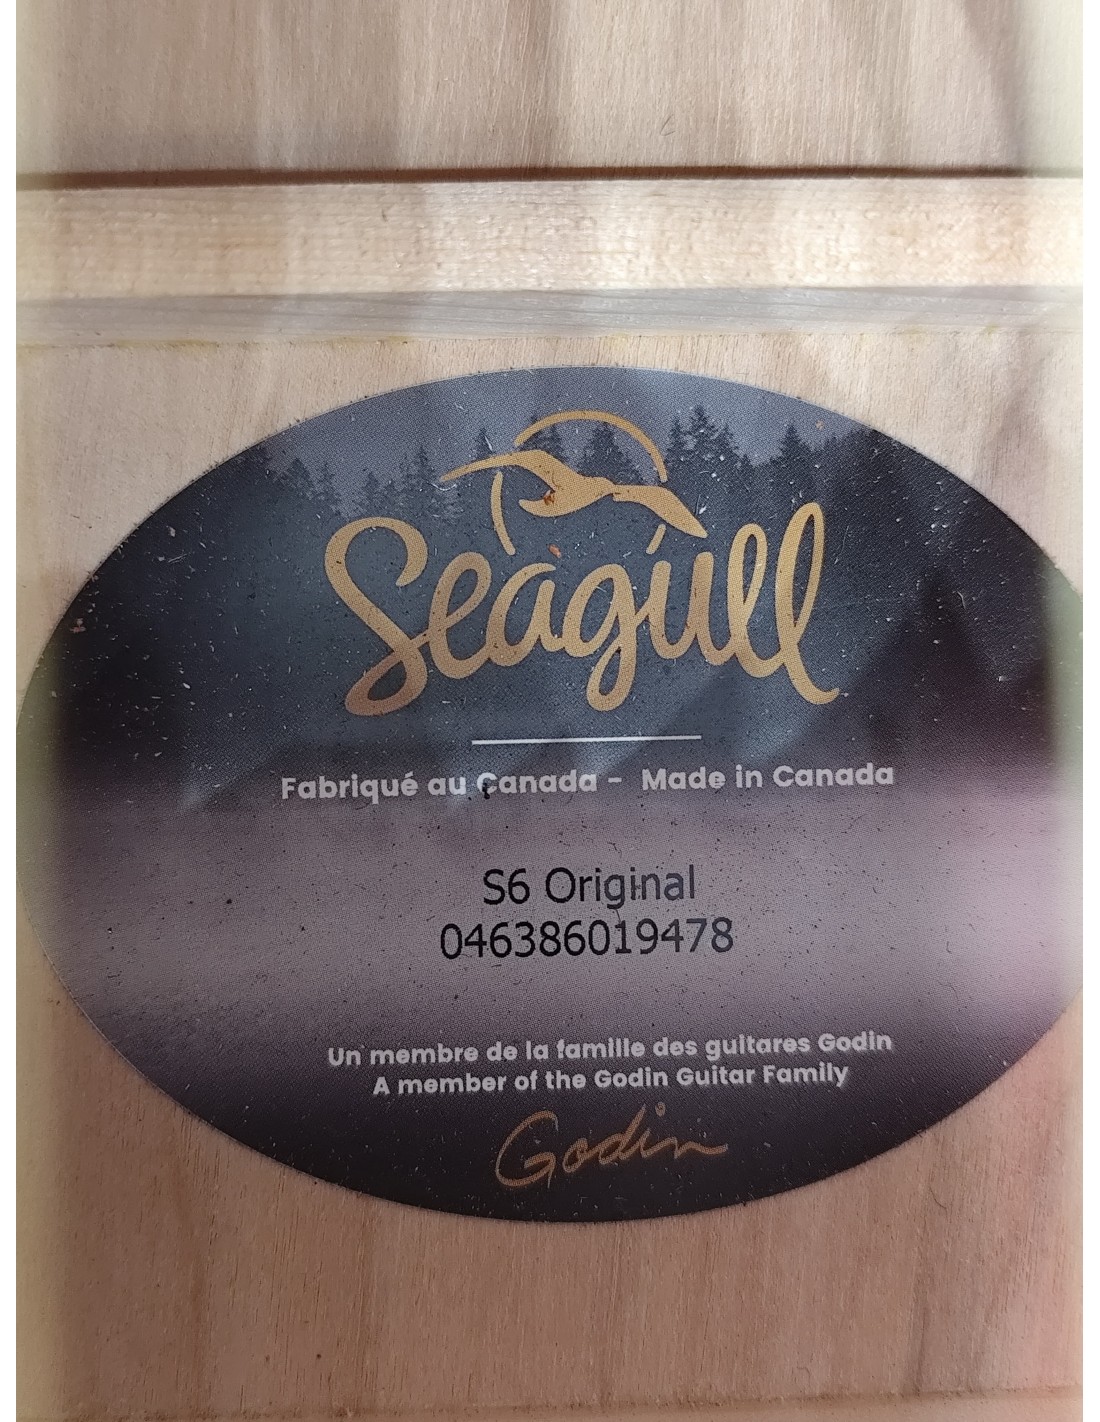 Seagull
Fabriqué au Canada - Made in Canada
S6 Original
046386019478
Un membre de la famille des guitares Godin
A member of the Godin Guitar Family
Godin